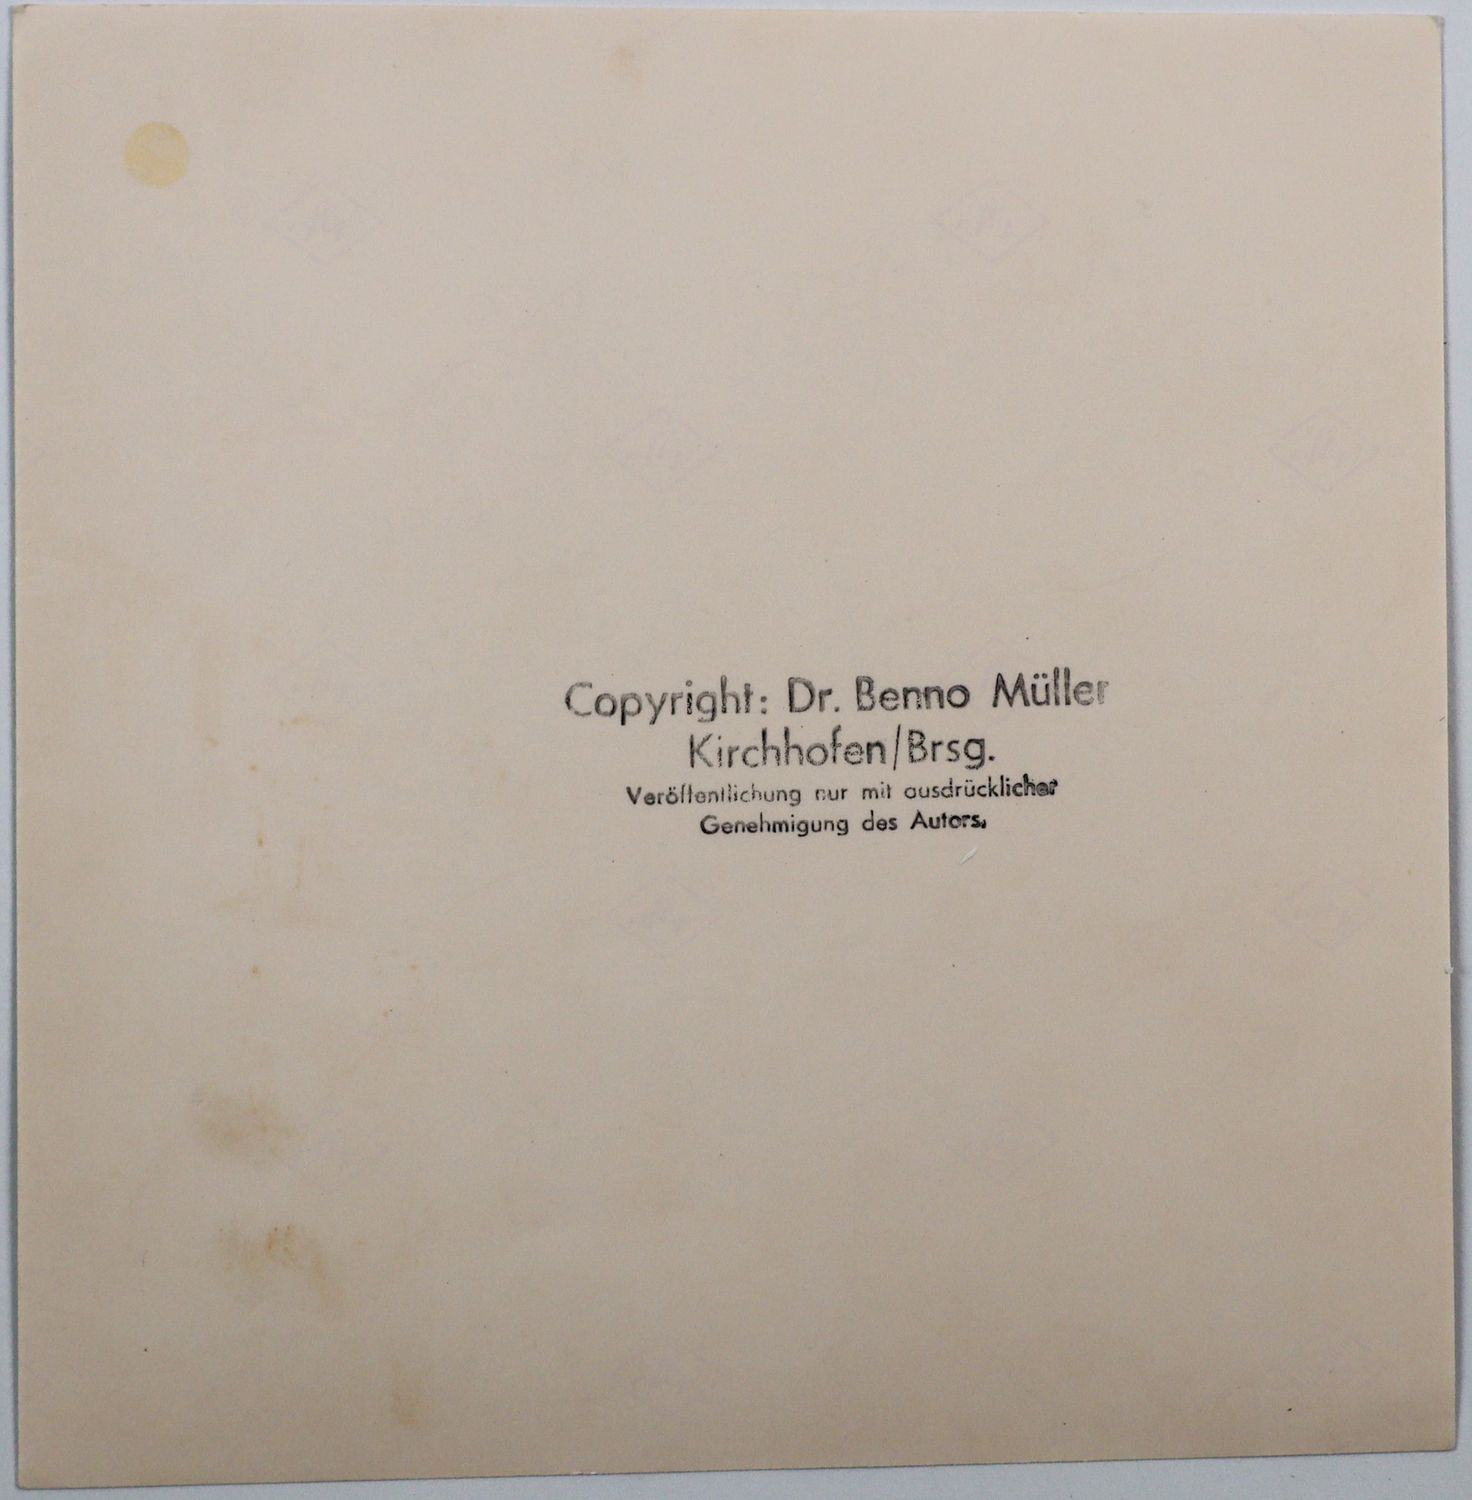 Copyright: Dr. Benno Müller
Kirchhofen/Brsg.
Veröffentlichung nur mit ausdrücklicher
Genehmigung des Autors.